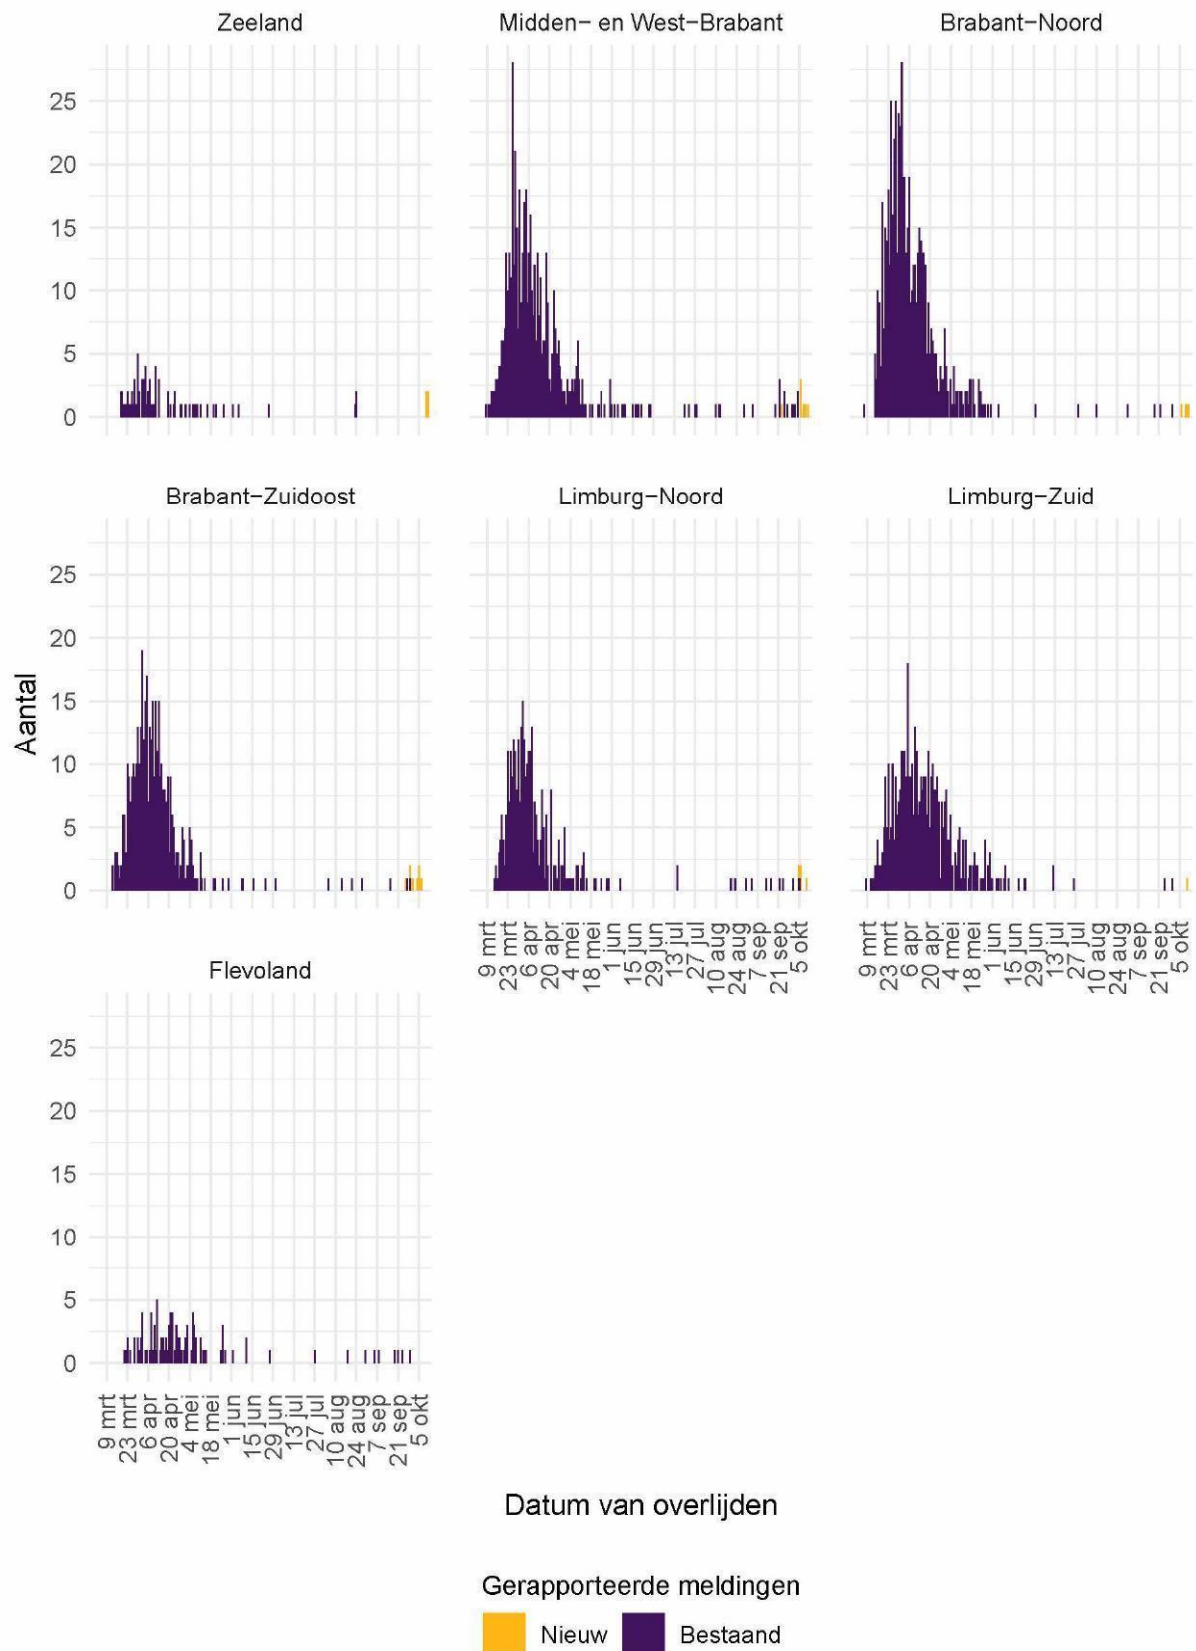 Zeeland
Midden- en West-Brabant
Brabant-Noord
25
20
15
10
5
0
Brabant-Zuidoost
Limburg-Noord
Limburg-Zuid
Aantal
25
20
15
10
5
0
9 mrt
23 mrt
6 apr
20 apr
4 mei
18 mei
1 jun
15 jun
29 jun
13 jul
27 jul
10 aug
24 aug
7 sep
21 sep
5 okt
9 mrt
23 mrt
6 apr
20 apr
4 mei
18 mei
1 jun
15 jun
29 jun
13 jul
27 jul
10 aug
24 aug
7 sep
21 sep
5 okt
Flevoland
25
20
15
10
5
0
9 mrt
23 mrt
6 apr
20 apr
4 mei
18 mei
1 jun
15 jun
29 jun
13 jul
27 jul
10 aug
24 aug
7 sep
21 sep
5 okt
Datum van overlijden
Gerapporteerde meldingen
Nieuw Bestaand